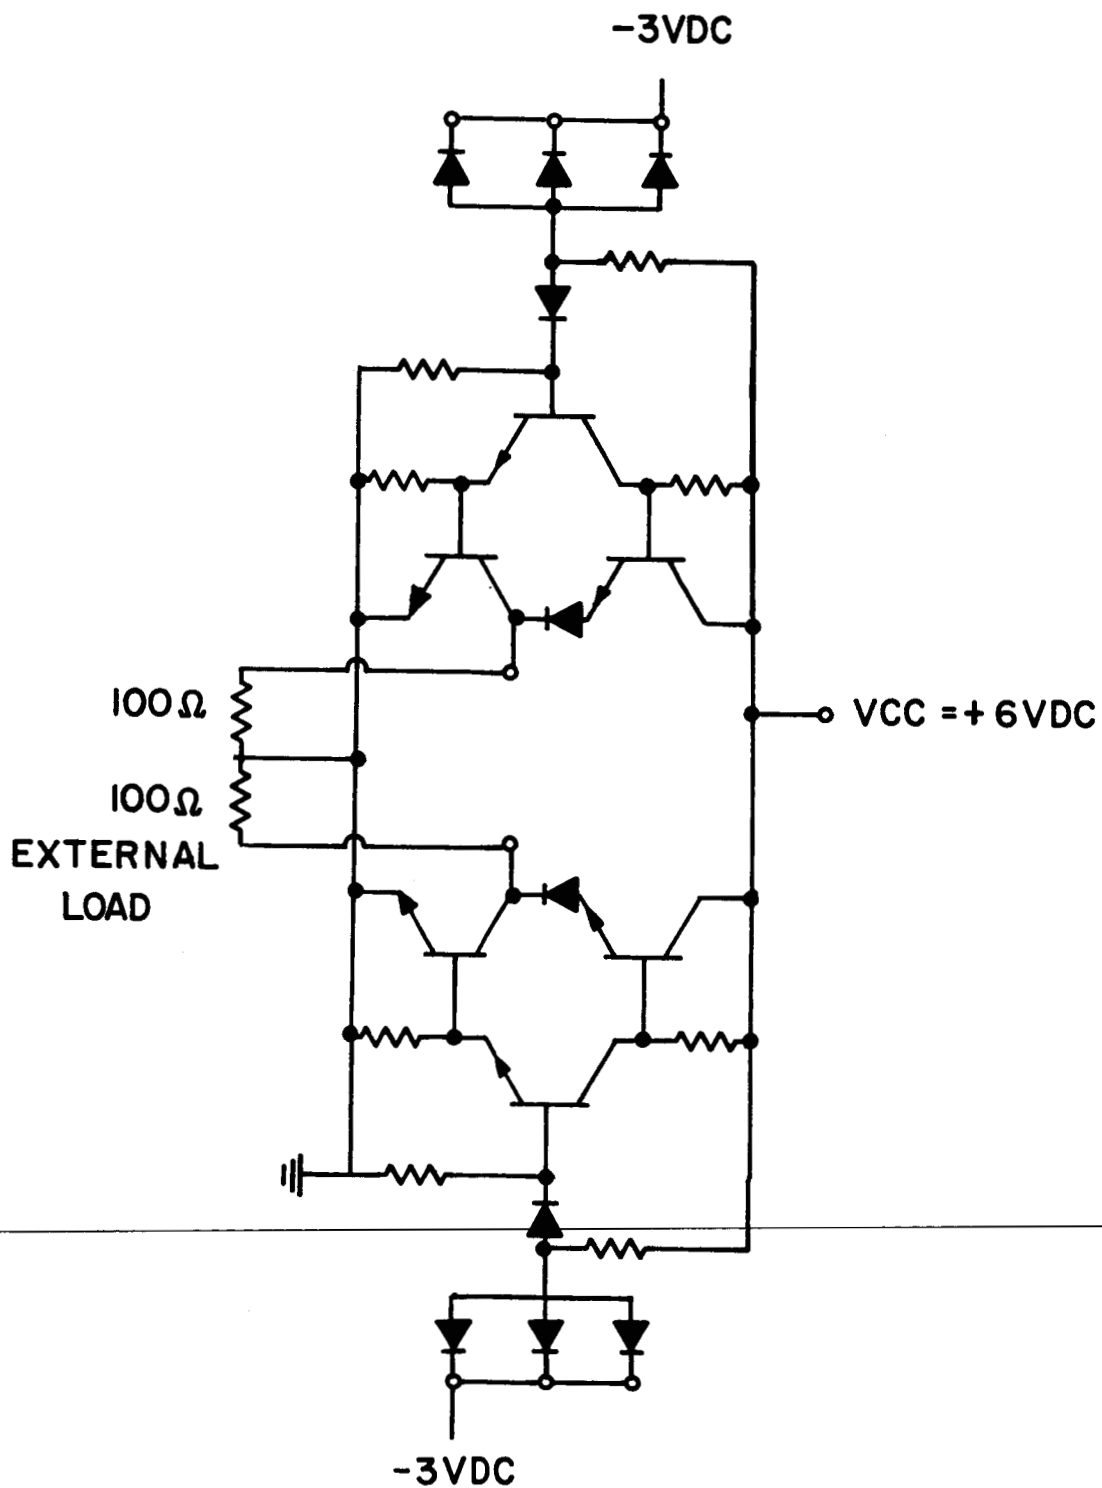 -3VDC
100Ω
VCC = + 6VDC
100Ω
EXTERNAL
LOAD
-3VDC